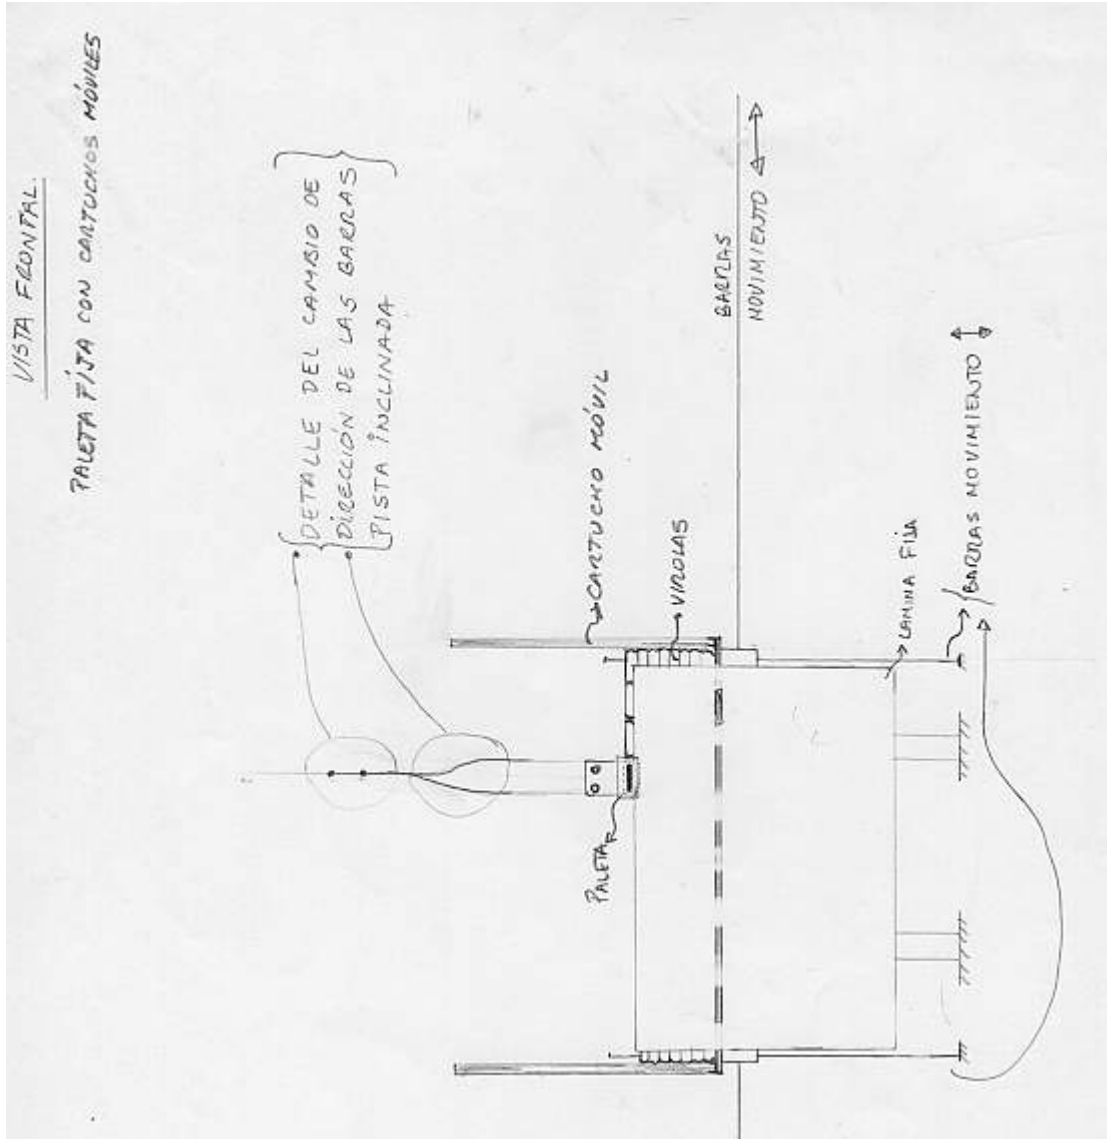 VISTA FRONTAL.
PALETA FIJA CON CARTUCHOS MÓVILES
DETALLE DEL CAMBIO DE
DIRECCIÓN DE LAS BARRAS
PISTA INCLINADA
CARTUCHO MÓVIL
VIROLAS
BARRAS
MOVIMIENTO
PALETA
LAMINA FIJA
BARRAS MOVIMIENTO